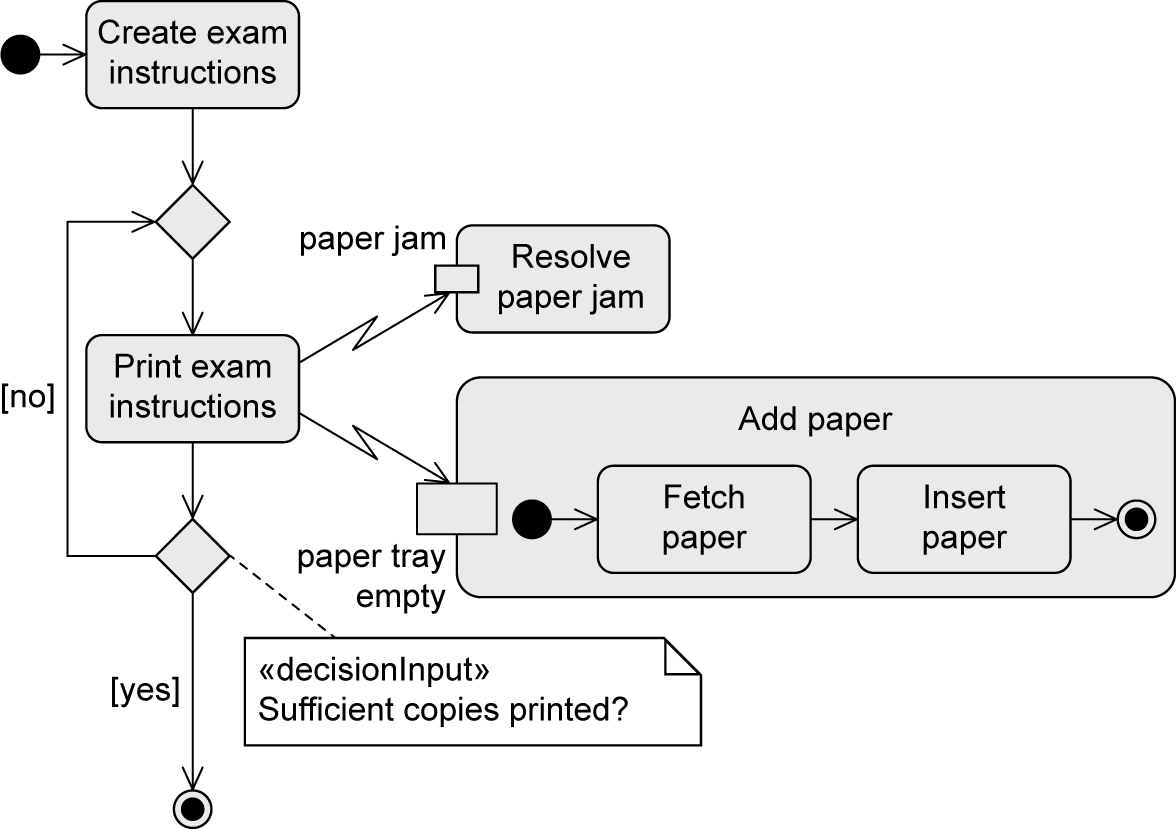 Create exam
instructions
paper jam
Resolve
paper jam
Print exam
instructions
[no]
Add paper
Fetch
paper
Insert
paper
paper tray
empty
«decisionInput»
Sufficient copies printed?
[yes]